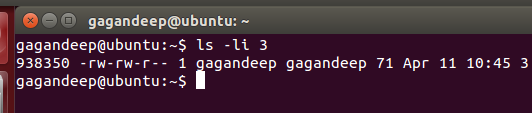 gagandeep@ubuntu: ~
gagandeep@ubuntu:~$ ls -li 3
938350 -rw-rw-r-- 1 gagandeep gagandeep 71 Apr 11 10:45 3
gagandeep@ubuntu:~$